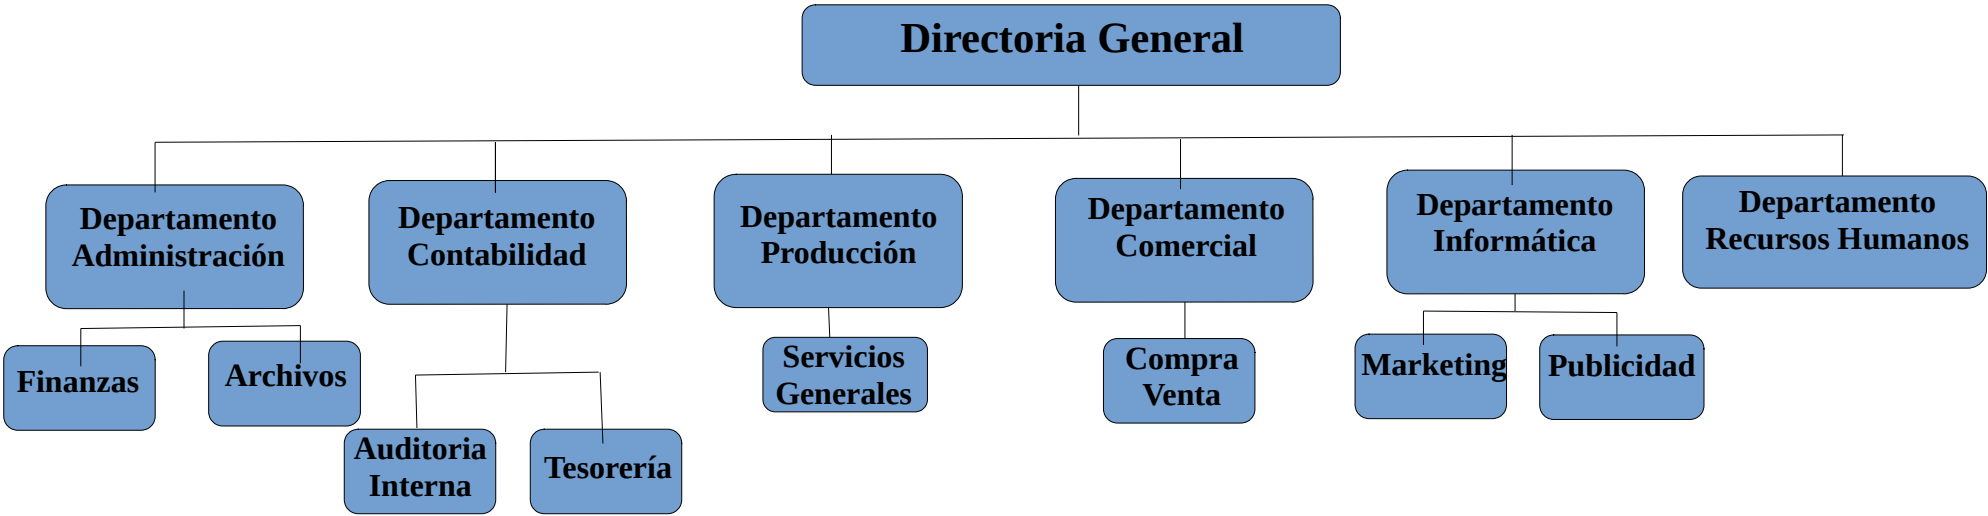 Directoria General
Departamento
Administración
Departamento
Contabilidad
Departamento
Producción
Departamento
Comercial
Departamento
Informática
Departamento
Recursos Humanos
Finanzas
Archivos
Auditoria
Interna
Tesorería
Servicios
Generales
Compra
Venta
Marketing
Publicidad